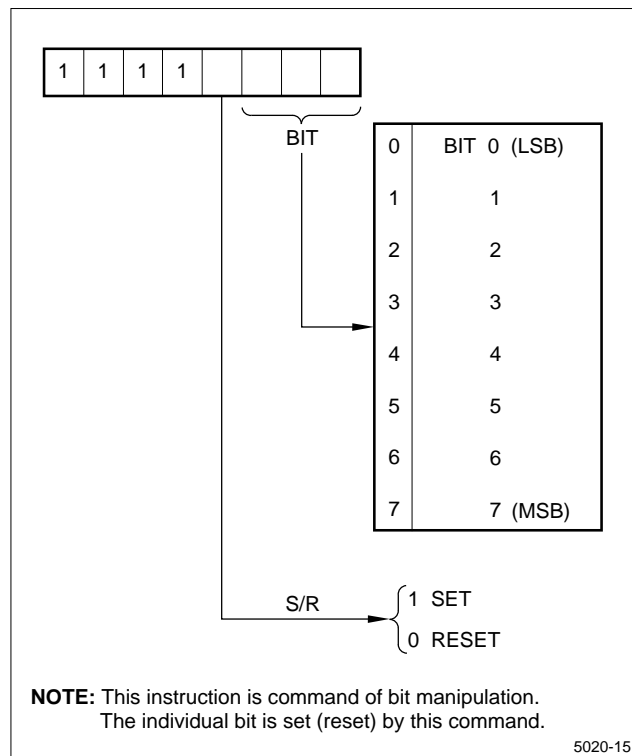 1 1 1 1
BIT
0 BIT 0 (LSB)
1 1
2 2
3 3
4 4
5 5
6 6
7 7 (MSB)
S/R
1 SET
0 RESET
NOTE: This instruction is command of bit manipulation.
The individual bit is set (reset) by this command.
5020-15